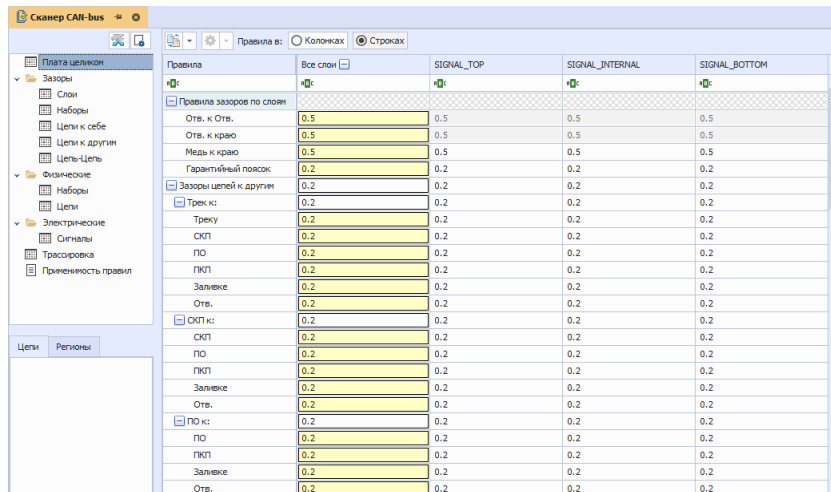 Сканер CAN-bus
Правила в: Колонках Строках
Плата целиком
Зазоры
Слои
Наборы
Цепи к себе
Цепи к другим
Цепь-Цепь
Физические
Наборы
Цепи
Электрические
Сигналы
Трассировка
Применимость правил
Цепи Регионы
Правила Все слои SIGNAL_TOP SIGNAL_INTERNAL SIGNAL_BOTTOM
Правила зазоров по слоям
Отв. к Отв. 0.5 0.5 0.5 0.5
Отв. к краю 0.5 0.5 0.5 0.5
Медь к краю 0.5 0.5 0.5 0.5
Гарантийный поясок 0.2 0.2 0.2 0.2
Зазоры цепей к другим 0.2 0.2 0.2 0.2
Трек к: 0.2 0.2 0.2 0.2
Треку 0.2 0.2 0.2 0.2
СКП 0.2 0.2 0.2 0.2
ПО 0.2 0.2 0.2 0.2
ПКП 0.2 0.2 0.2 0.2
Заливке 0.2 0.2 0.2 0.2
Отв. 0.2 0.2 0.2 0.2
СКП к: 0.2 0.2 0.2 0.2
СКП 0.2 0.2 0.2 0.2
ПО 0.2 0.2 0.2 0.2
ПКП 0.2 0.2 0.2 0.2
Заливке 0.2 0.2 0.2 0.2
Отв. 0.2 0.2 0.2 0.2
ПО к: 0.2 0.2 0.2 0.2
ПО 0.2 0.2 0.2 0.2
ПКП 0.2 0.2 0.2 0.2
Заливке 0.2 0.2 0.2 0.2
Отв. 0.2 0.2 0.2 0.2